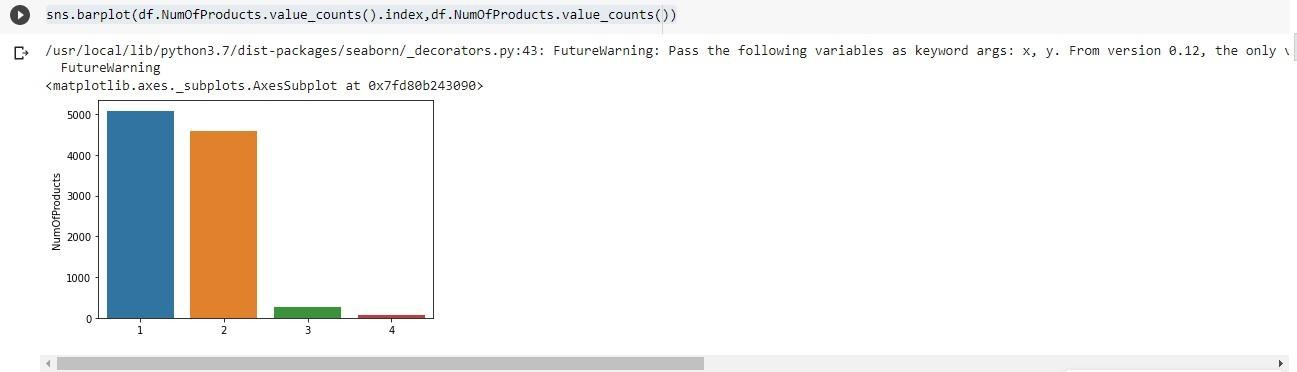 sns.barplot(df.NumOfProducts.value_counts().index,df.NumOfProducts.value_counts())
/usr/local/lib/python3.7/dist-packages/seaborn/_decorators.py:43: FutureWarning: Pass the following variables as keyword args: x, y. From version 0.12, the only
FutureWarning
<matplotlib.axes._subplots.AxesSubplot at 0x7fd80b243090>
5000
4000
3000
2000
1000
0
NumOfProducts
1 2 3 4